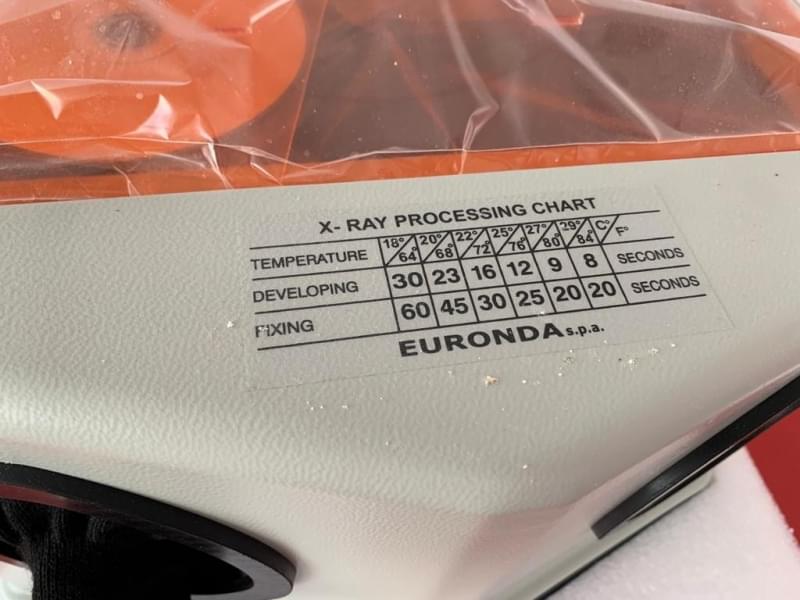 X- RAY PROCESSING CHART
TEMPERATURE 18°/64° 20°/68° 22°/72° 25°/76° 27°/80° 29°/84° C°/F°
DEVELOPING 30 23 16 12 9 8 SECONDS
FIXING 60 45 30 25 20 20 SECONDS
EURONDA s.p.a.